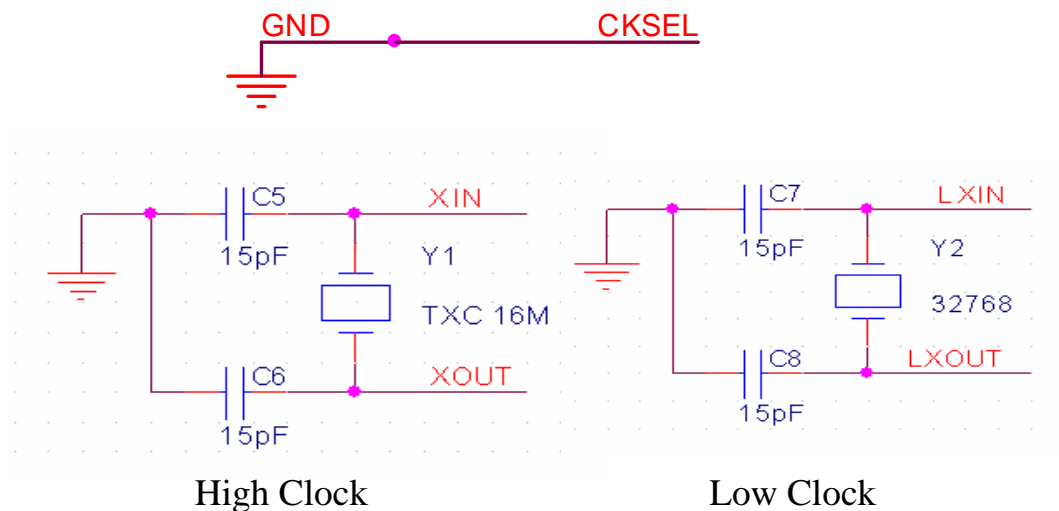 GND CKSEL
C5 XIN
15pF Y1
TXC 16M
C6 XOUT
15pF
C7 LXIN
15pF Y2
32768
C8 LXOUT
15pF
High Clock Low Clock